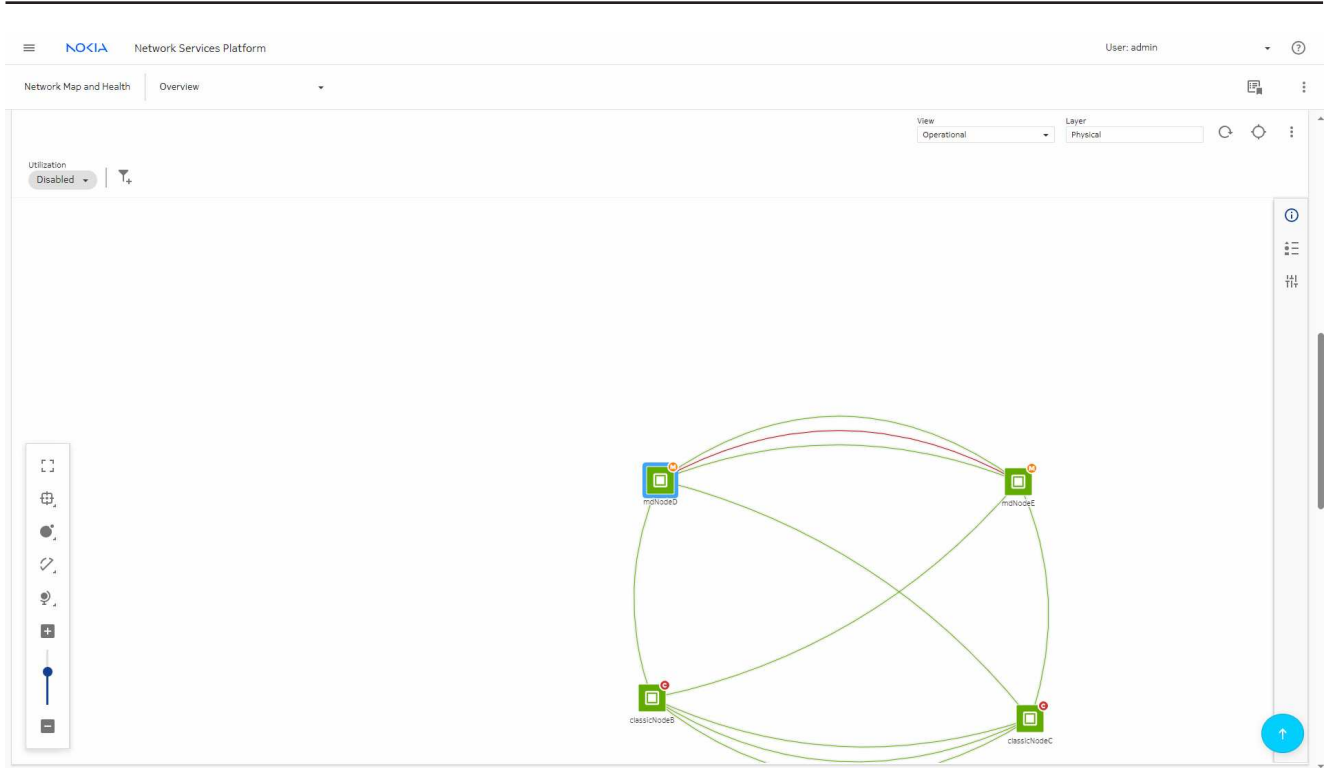 NOKIA Network Services Platform User: admin
Network Map and Health Overview
View Layer
Operational Physical
Utilization
Disabled
M M
mdNodeD mdNodeE
C C
classicNodeB classicNodeC